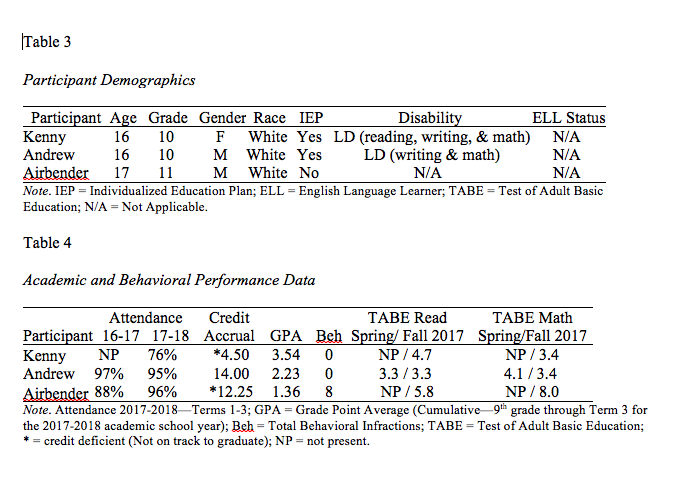 Table 3
Participant Demographics
Participant Age Grade Gender Race IEP Disability ELL Status
Kenny 16 10 F White Yes LD (reading, writing, & math) N/A
Andrew 16 10 M White Yes LD (writing & math) N/A
Airbender 17 11 M White No N/A N/A
Note. IEP = Individualized Education Plan; ELL = English Language Learner; TABE = Test of Adult Basic
Education; N/A = Not Applicable.
Table 4
Academic and Behavioral Performance Data
Attendance Credit TABE Read TABE Math
Participant 16-17 17-18 Accrual GPA Beh Spring/ Fall 2017 Spring/Fall 2017
Kenny NP 76% *4.50 3.54 0 NP / 4.7 NP / 3.4
Andrew 97% 95% 14.00 2.23 0 3.3 / 3.3 4.1 / 3.4
Airbender 88% 96% *12.25 1.36 8 NP / 5.8 NP / 8.0
Note. Attendance 2017-2018—Terms 1-3; GPA = Grade Point Average (Cumulative—9th grade through Term 3 for
the 2017-2018 academic school year); Beh = Total Behavioral Infractions; TABE = Test of Adult Basic Education;
* = credit deficient (Not on track to graduate); NP = not present.